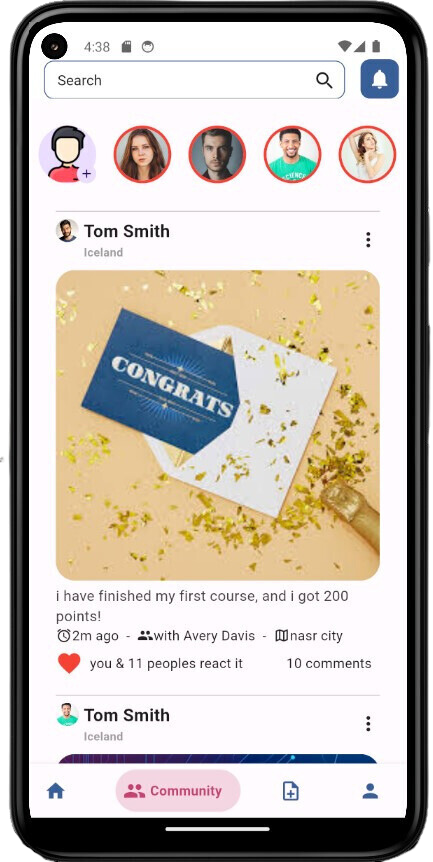 4:38
Search
Tom Smith
Iceland
CONGRATS
i have finished my first course, and i got 200
points!
2m ago - with Avery Davis - nasr city
you & 11 peoples react it 10 comments
Tom Smith
Iceland
Community